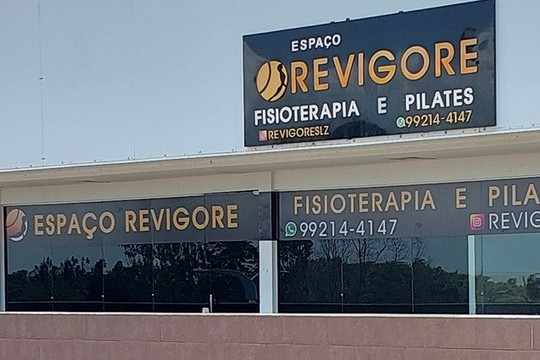 ESPAÇO
REVIGORE
FISIOTERAPIA E PILATES
REVIGORESLZ 99214-4147
ESPAÇO REVIGORE
FISIOTERAPIA E PILA
99214-4147 REVIG